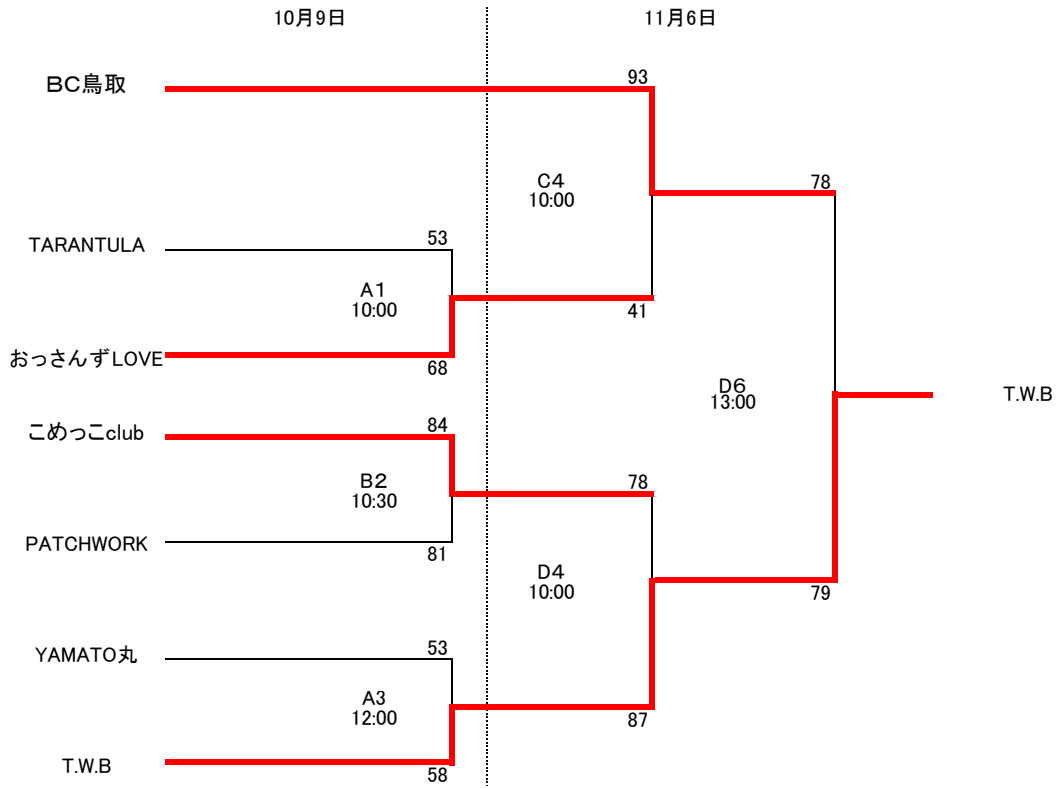 10月9日
11月6日
93
BC鳥取
C4
10:00
78
53
TARANTULA
A1
10:00
41
おっさんずLOVE
68
D6
13:00
T.W.B
84
こめっこclub
B2
10:30
78
PATCHWORK
81
D4
10:00
79
53
YAMATO丸
A3
12:00
87
T.W.B
58